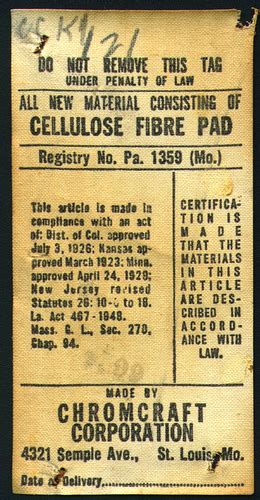 121
DO NOT REMOVE THIS TAG
UNDER PENALTY OF LAW
ALL NEW MATERIAL CONSISTING OF
CELLULOSE FIBRE PAD
Registry No. Pa. 1359 (Mo.)
This article is made in
compliance with an act
of: Dist. of Col. approved
July 3, 1926; Kansas ap-
proved March 1923; Minn.
approved April 24, 1929;
New Jersey revised
Statutes 26: 10-6 to 18.
La. Act 467-1948.
Mass. G. L., Sec. 270,
Chap. 94.
CERTIFICA-
TION IS
MADE
THAT THE
MATERIALS
IN THIS
ARTICLE
ARE DES-
CRIBED IN
ACCORD-
ANCE WITH
LAW.
MADE BY
CHROMCRAFT
CORPORATION
4321 Semple Ave., St. Louis, Mo.
Date of Delivery